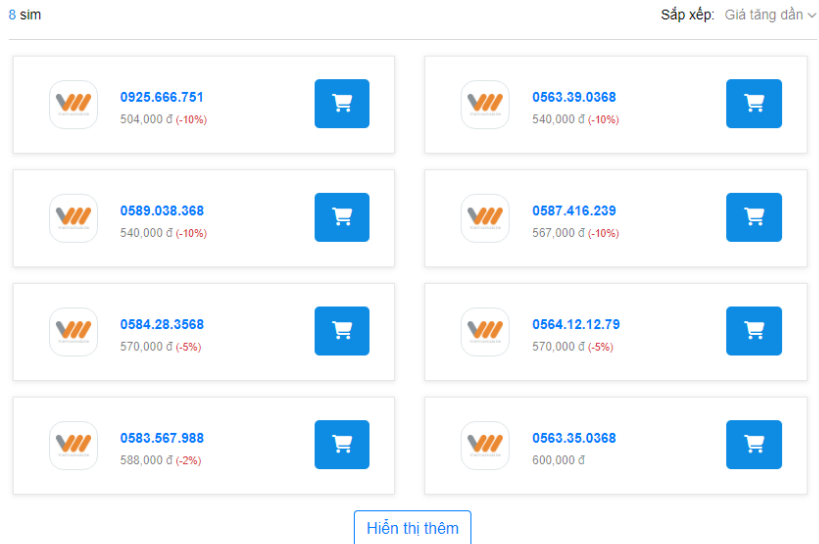 8 sim
Sắp xếp: Giá tăng dần
0925.666.751
504,000 đ (-10%)
0563.39.0368
540,000 đ (-10%)
0589.038.368
540,000 đ (-10%)
0587.416.239
567,000 đ (-10%)
0584.28.3568
570,000 đ (-5%)
0564.12.12.79
570,000 đ (-5%)
0583.567.988
588,000 đ (-2%)
0563.35.0368
600,000 đ
Hiển thị thêm